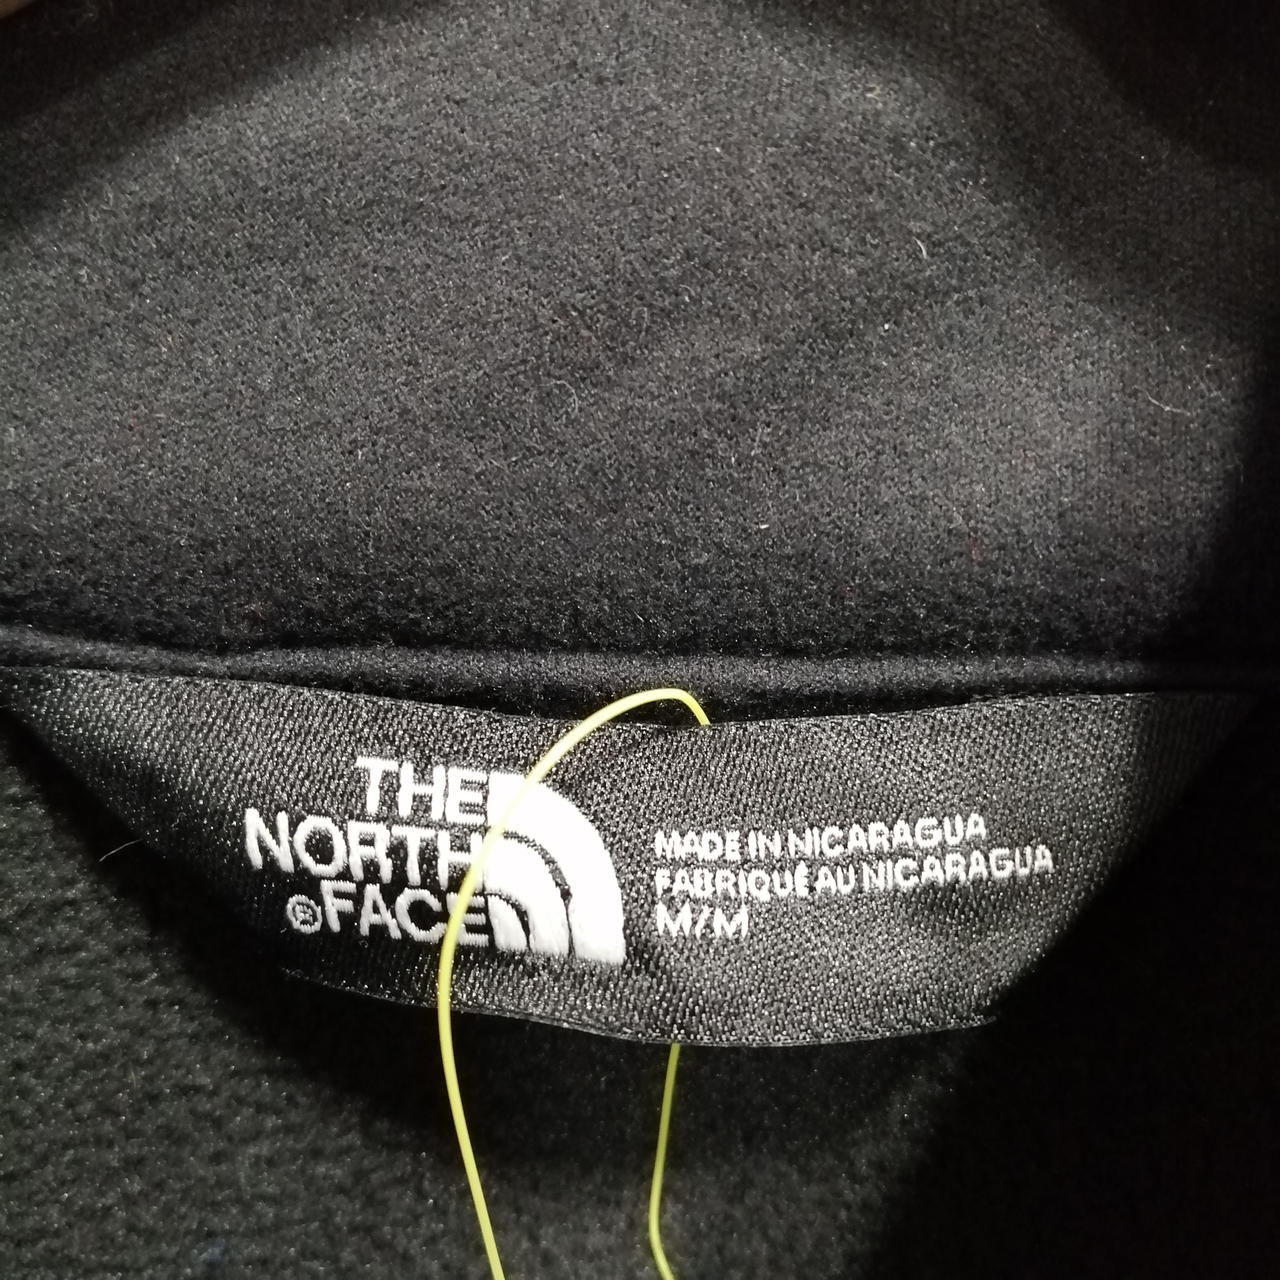 THE
NORTH
®FACE
MADE IN NICARAGUA
FABRIQUÉ AU NICARAGUA
M/M